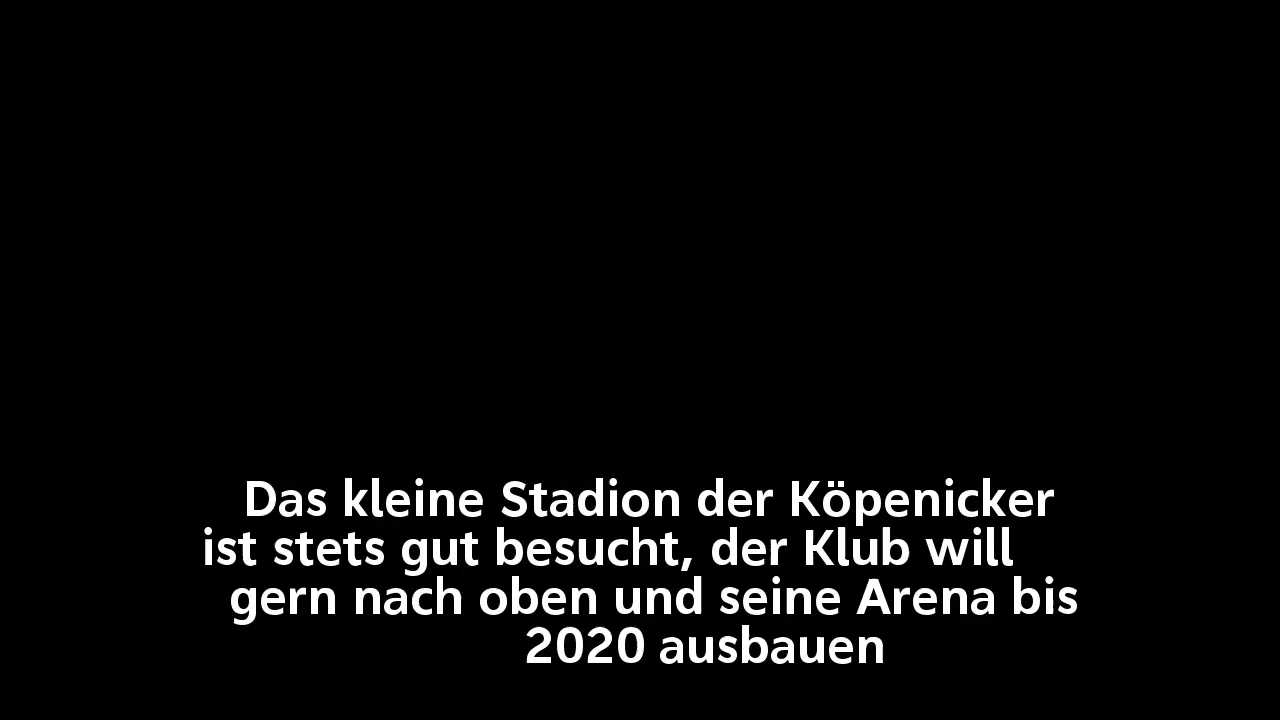 Das kleine Stadion der Köpenicker
ist stets gut besucht, der Klub will
gern nach oben und seine Arena bis
2020 ausbauen